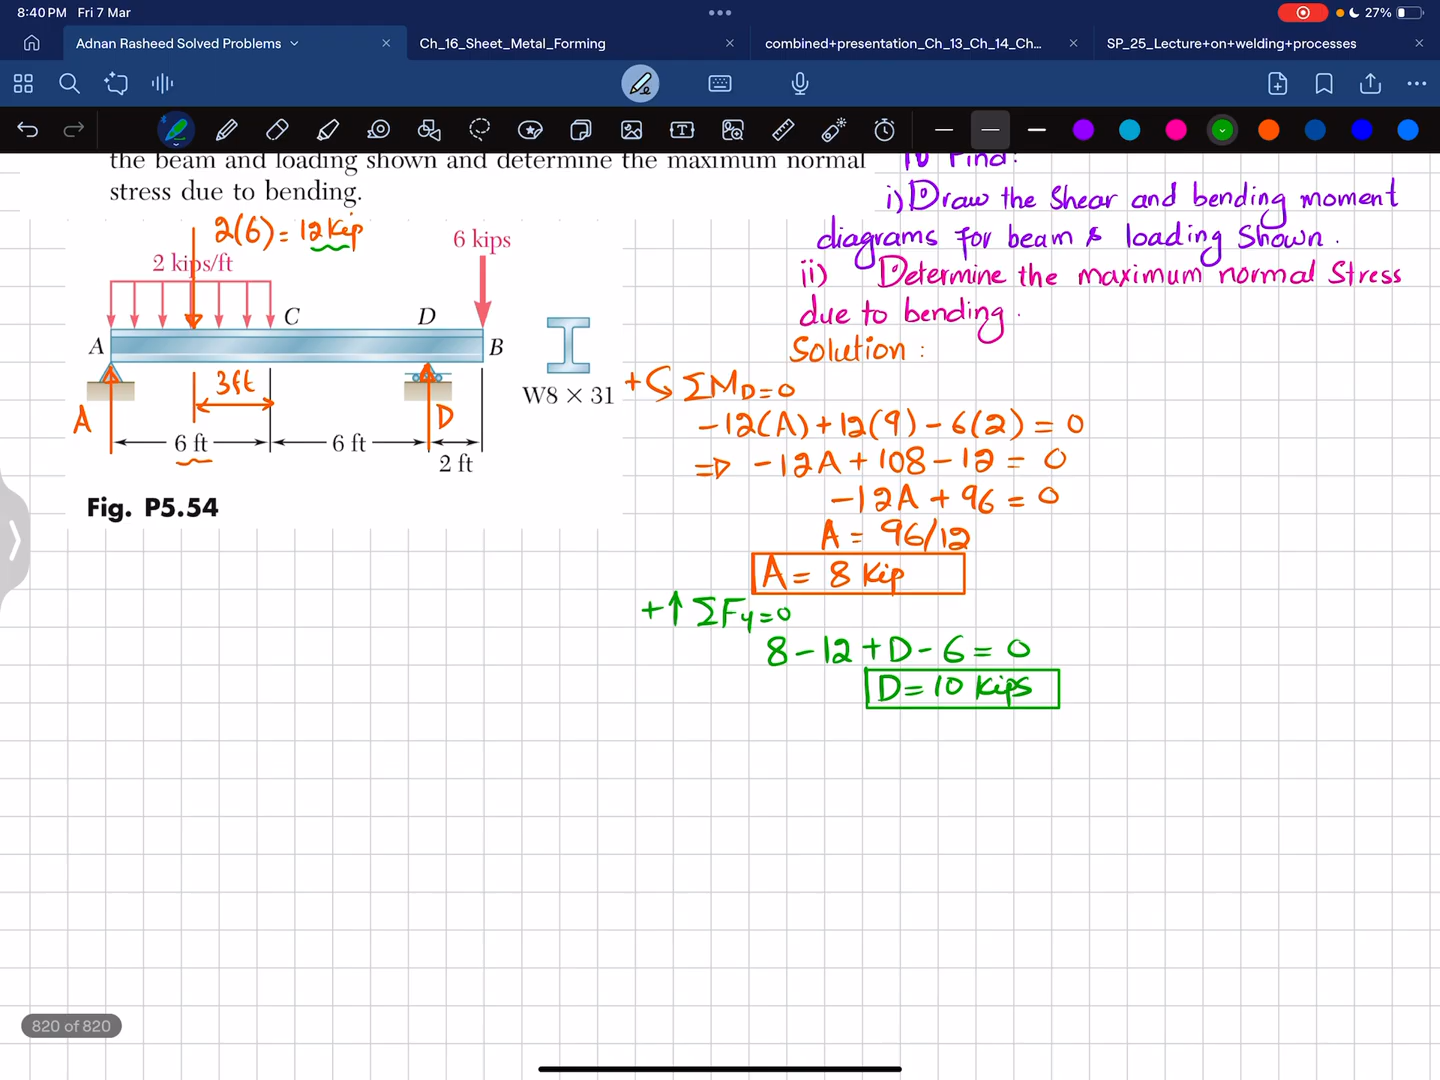 8:40 PM Fri 7 Mar
27%
Adnan Rasheed Solved Problems
Ch_16_Sheet_Metal_Forming
combined+presentation_Ch_13_Ch_14_Ch...
SP_25_Lecture+on+welding+processes
the beam and loading shown and determine the maximum normal
stress due to bending.
To Find:
i) Draw the Shear and bending moment
diagrams for beam & loading Shown.
ii) Determine the maximum normal Stress
due to bending.
Solution :
2(6) = 12 Kip
6 kips
2 kips/ft
C
D
A
B
W8 × 31
3ft
A
D
6 ft
6 ft
2 ft
Fig. P5.54
+ ΣM_D=0
-12(A) + 12(9) - 6(2) = 0
=> -12A + 108 - 12 = 0
-12A + 96 = 0
A = 96/12
A = 8 Kip
+↑ ΣFy=0
8 - 12 + D - 6 = 0
D = 10 Kips
820 of 820